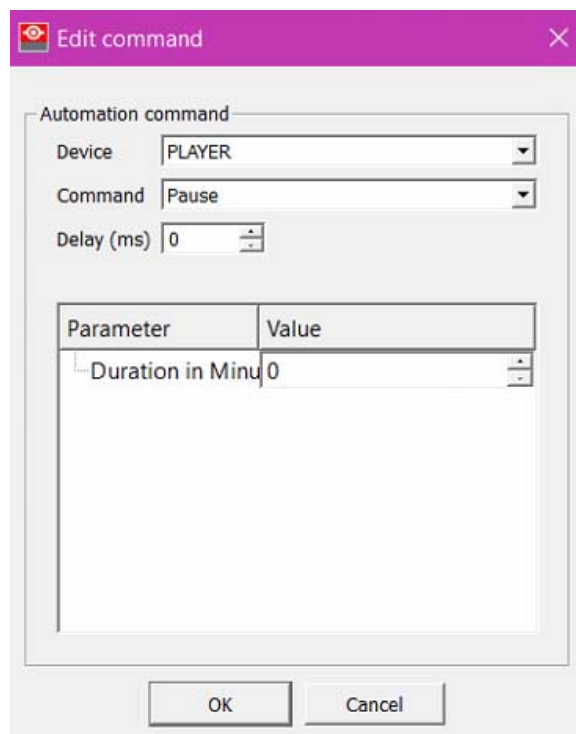 Edit command
Automation command
Device PLAYER
Command Pause
Delay (ms) 0
Parameter Value
Duration in Minu 0
OK Cancel